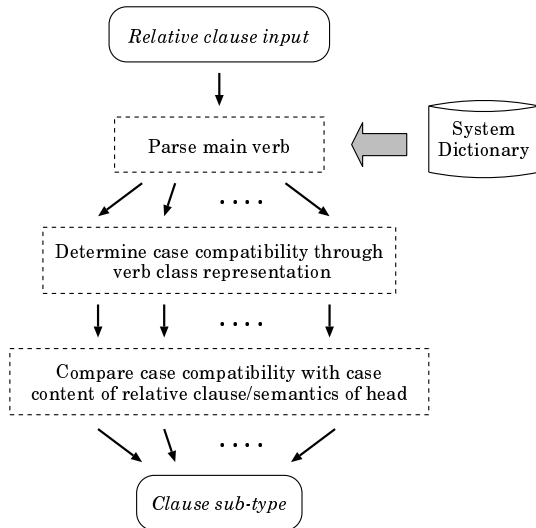 Relative clause input
Parse main verb
System
Dictionary
Determine case compatibility through
verb class representation
Compare case compatibility with case
content of relative clause/semantics of head
Clause sub-type